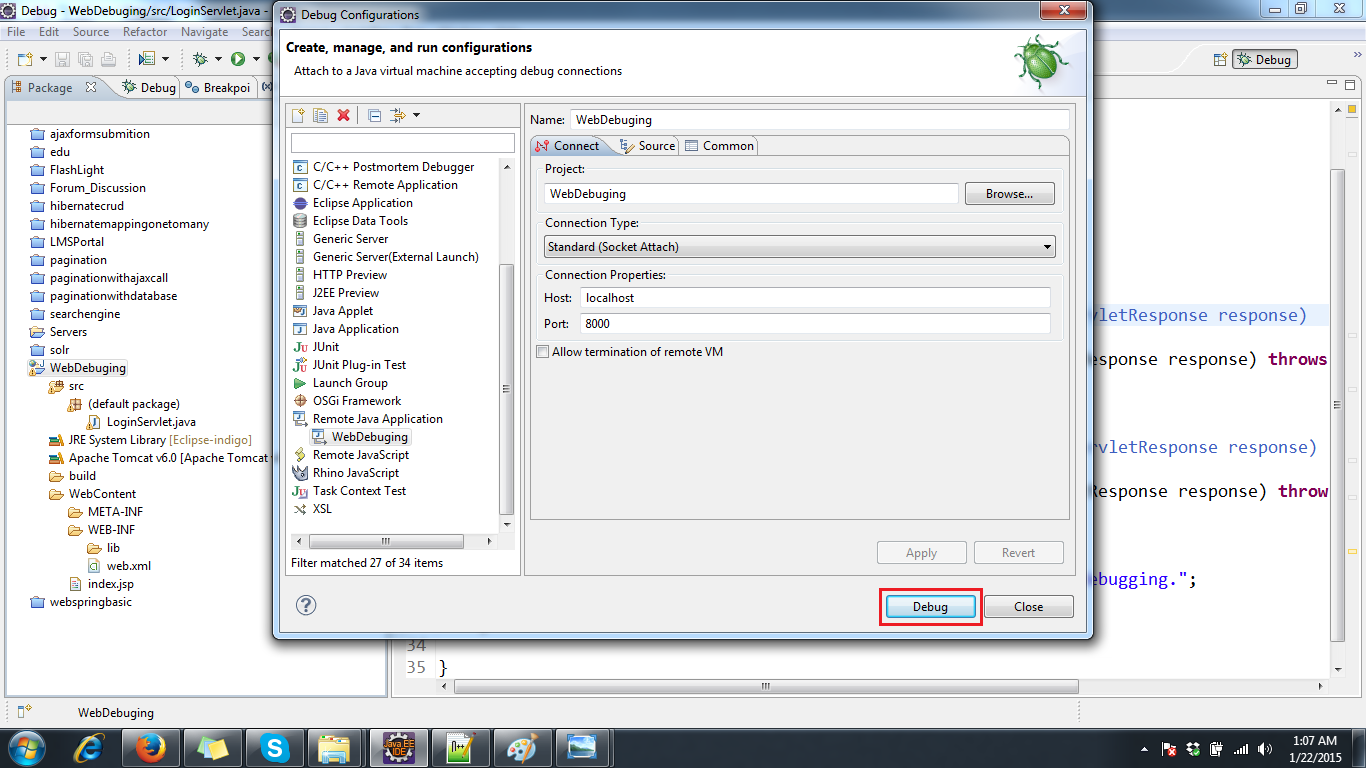 Debug - WebDebuging/src/LoginServlet.java -
File Edit Source Refactor Navigate Search
Debug
Package Debug Breakpoi
ajaxformsubmition
edu
FlashLight
Forum_Discussion
hibernatecrud
hibernatemappingonetomany
LMSPortal
pagination
paginationwithajaxcall
paginationwithdatabase
searchengine
Servers
solr
WebDebuging
src
(default package)
LoginServlet.java
JRE System Library [Eclipse-indigo]
Apache Tomcat v6.0 [Apache Tomcat v
build
WebContent
META-INF
WEB-INF
lib
web.xml
index.jsp
webspringbasic
Debug Configurations
Create, manage, and run configurations
Attach to a Java virtual machine accepting debug connections
C/C++ Postmortem Debugger
C/C++ Remote Application
Eclipse Application
Eclipse Data Tools
Generic Server
Generic Server(External Launch)
HTTP Preview
J2EE Preview
Java Applet
Java Application
JUnit
JUnit Plug-in Test
Launch Group
OSGi Framework
Remote Java Application
WebDebuging
Remote JavaScript
Rhino JavaScript
Task Context Test
XSL
Filter matched 27 of 34 items
Name: WebDebuging
Connect Source Common
Project:
WebDebuging Browse...
Connection Type:
Standard (Socket Attach)
Connection Properties:
Host: localhost
Port: 8000
Allow termination of remote VM
Apply Revert
Debug Close
vletResponse response)
esponse response) throws
rvletResponse response)
Response response) throw
ebugging.";
34
35 }
WebDebuging
Java EE
IDE
1:07 AM
1/22/2015